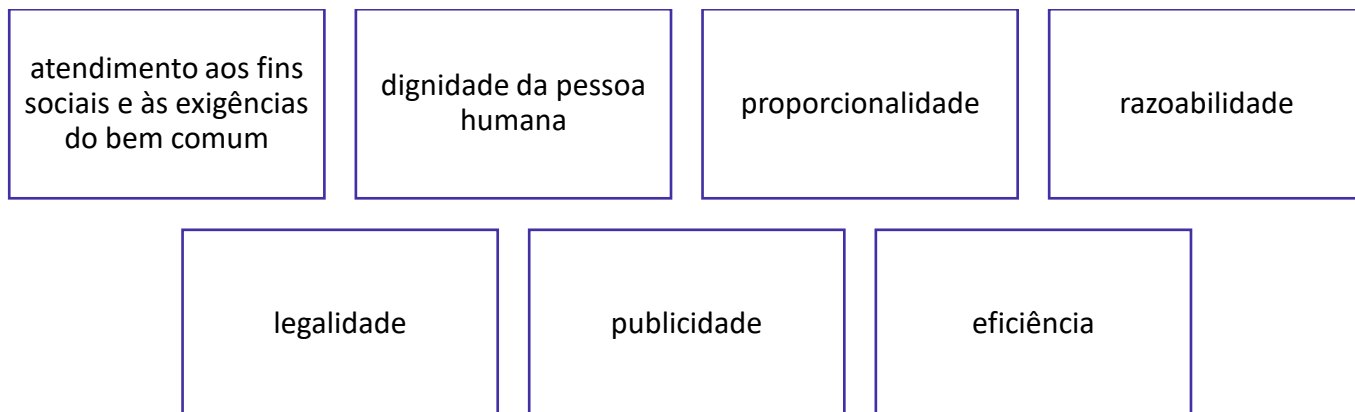 atendimento aos fins
sociais e às exigências
do bem comum
dignidade da pessoa
humana
proporcionalidade
razoabilidade
legalidade
publicidade
eficiência